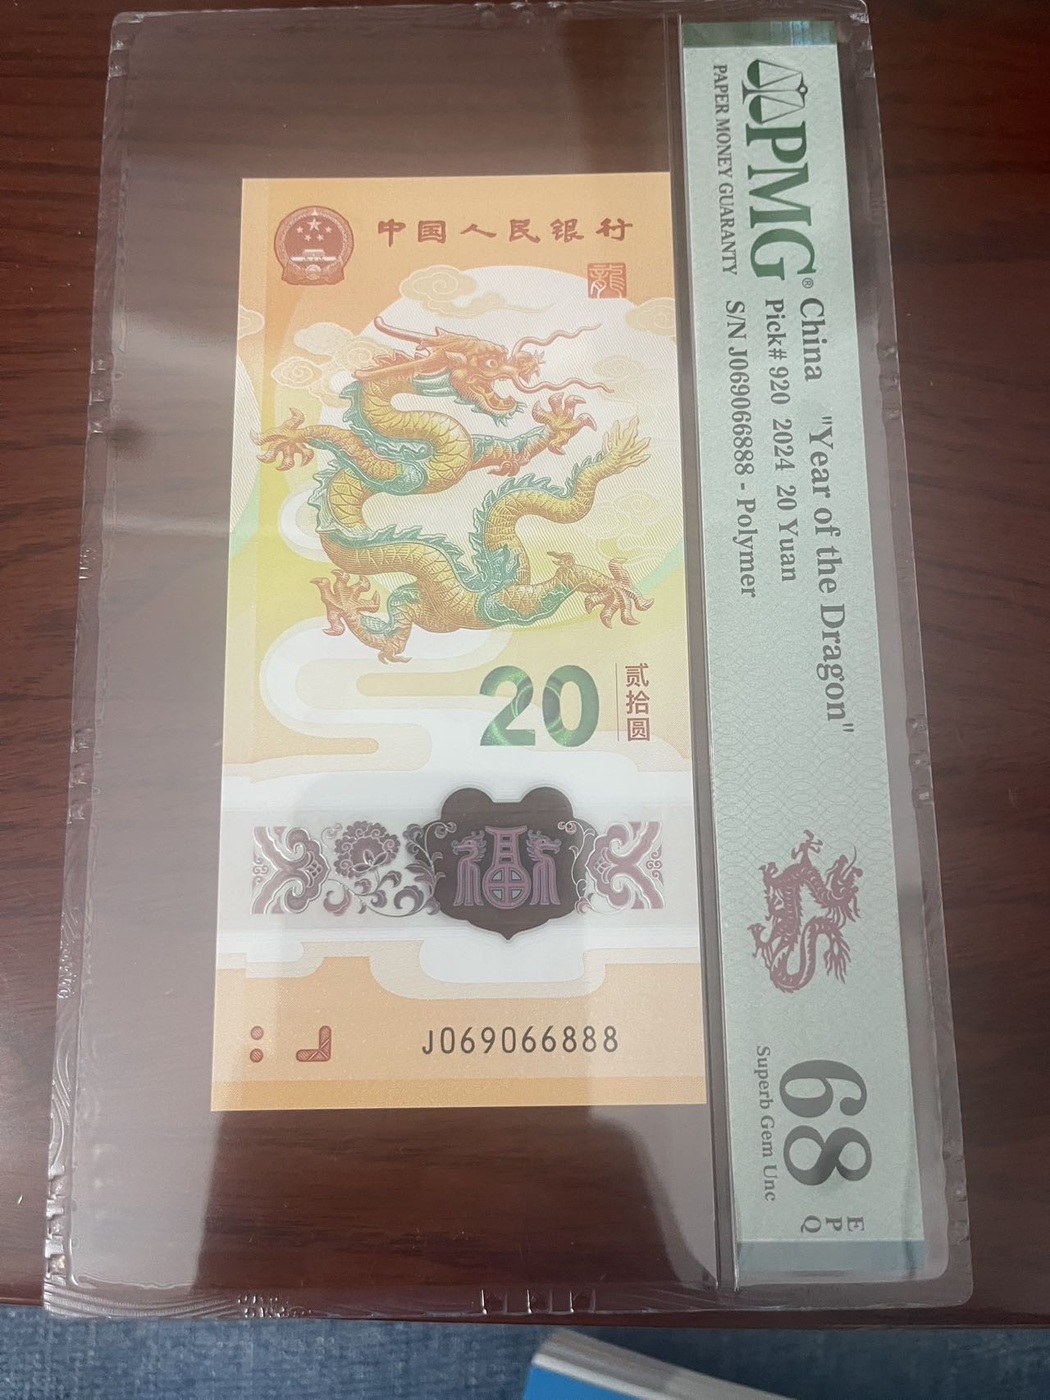 中国人民银行
龍
20
贰拾圆
J069066888
PMG®
PAPER MONEY GUARANTY
China "Year of the Dragon"
Pick# 920 2024 20 Yuan
S/N J069066888 - Polymer
68
EPQ
Superb Gem Unc